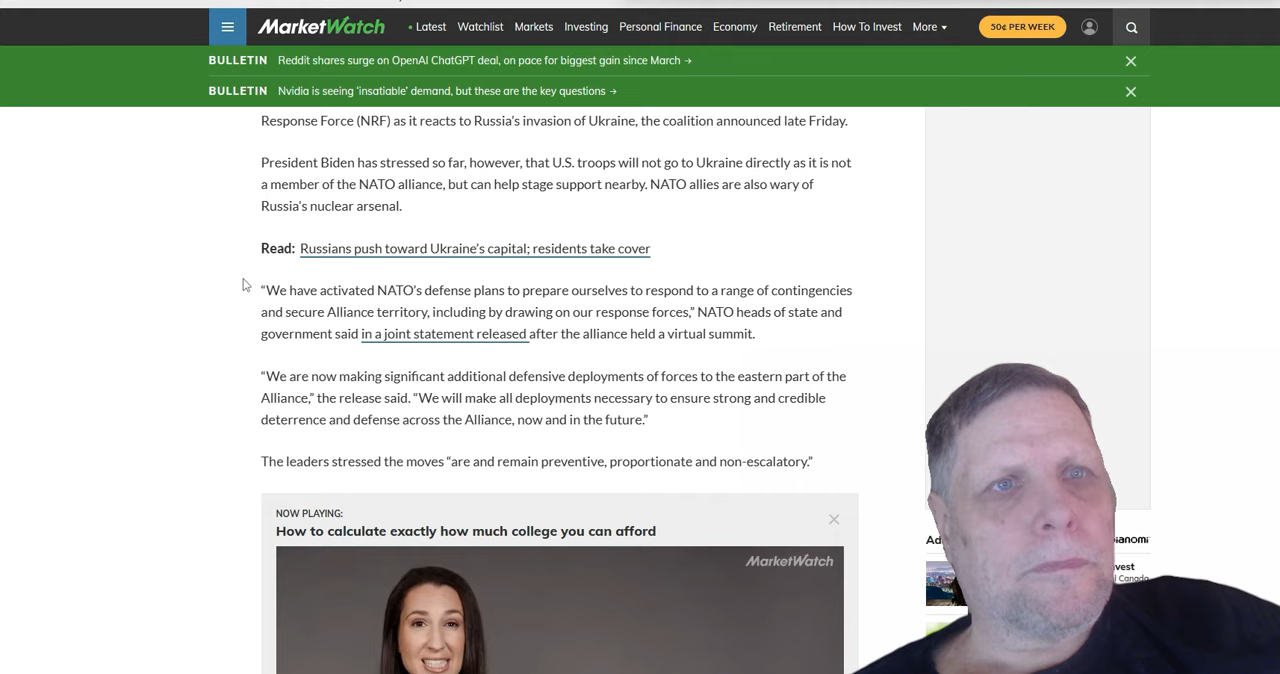 MarketWatch
Latest Watchlist Markets Investing Personal Finance Economy Retirement How To Invest More
50¢ PER WEEK
BULLETIN Reddit shares surge on OpenAI ChatGPT deal, on pace for biggest gain since March →
BULLETIN Nvidia is seeing ‘insatiable’ demand, but these are the key questions →
Response Force (NRF) as it reacts to Russia’s invasion of Ukraine, the coalition announced late Friday.
President Biden has stressed so far, however, that U.S. troops will not go to Ukraine directly as it is not
a member of the NATO alliance, but can help stage support nearby. NATO allies are also wary of
Russia’s nuclear arsenal.
Read: Russians push toward Ukraine’s capital; residents take cover
“We have activated NATO’s defense plans to prepare ourselves to respond to a range of contingencies
and secure Alliance territory, including by drawing on our response forces,” NATO heads of state and
government said in a joint statement released after the alliance held a virtual summit.
“We are now making significant additional defensive deployments of forces to the eastern part of the
Alliance,” the release said. “We will make all deployments necessary to ensure strong and credible
deterrence and defense across the Alliance, now and in the future.”
The leaders stressed the moves “are and remain preventive, proportionate and non-escalatory.”
NOW PLAYING:
How to calculate exactly how much college you can afford
MarketWatch
Canada